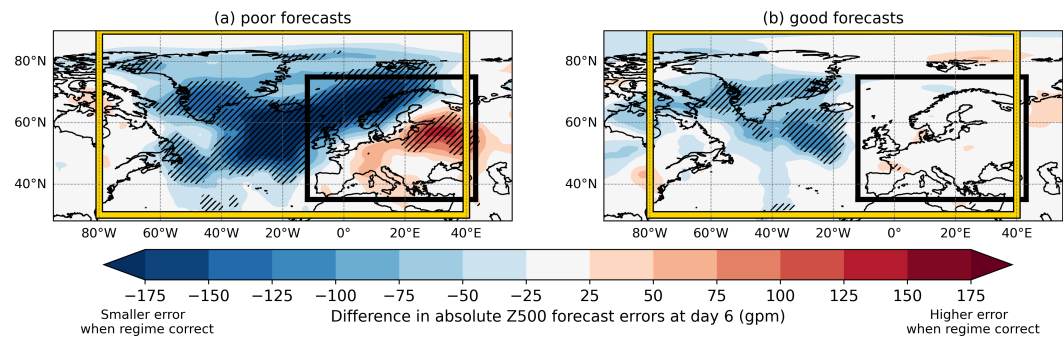 (a) poor forecasts
(b) good forecasts
80°N
60°N
40°N
80°W 60°W 40°W 20°W 0° 20°E 40°E
80°N
60°N
40°N
80°W 60°W 40°W 20°W 0° 20°E 40°E
−175 −150 −125 −100 −75 −50 −25 25 50 75 100 125 150 175
Smaller error
when regime correct
Difference in absolute Z500 forecast errors at day 6 (gpm)
Higher error
when regime correct